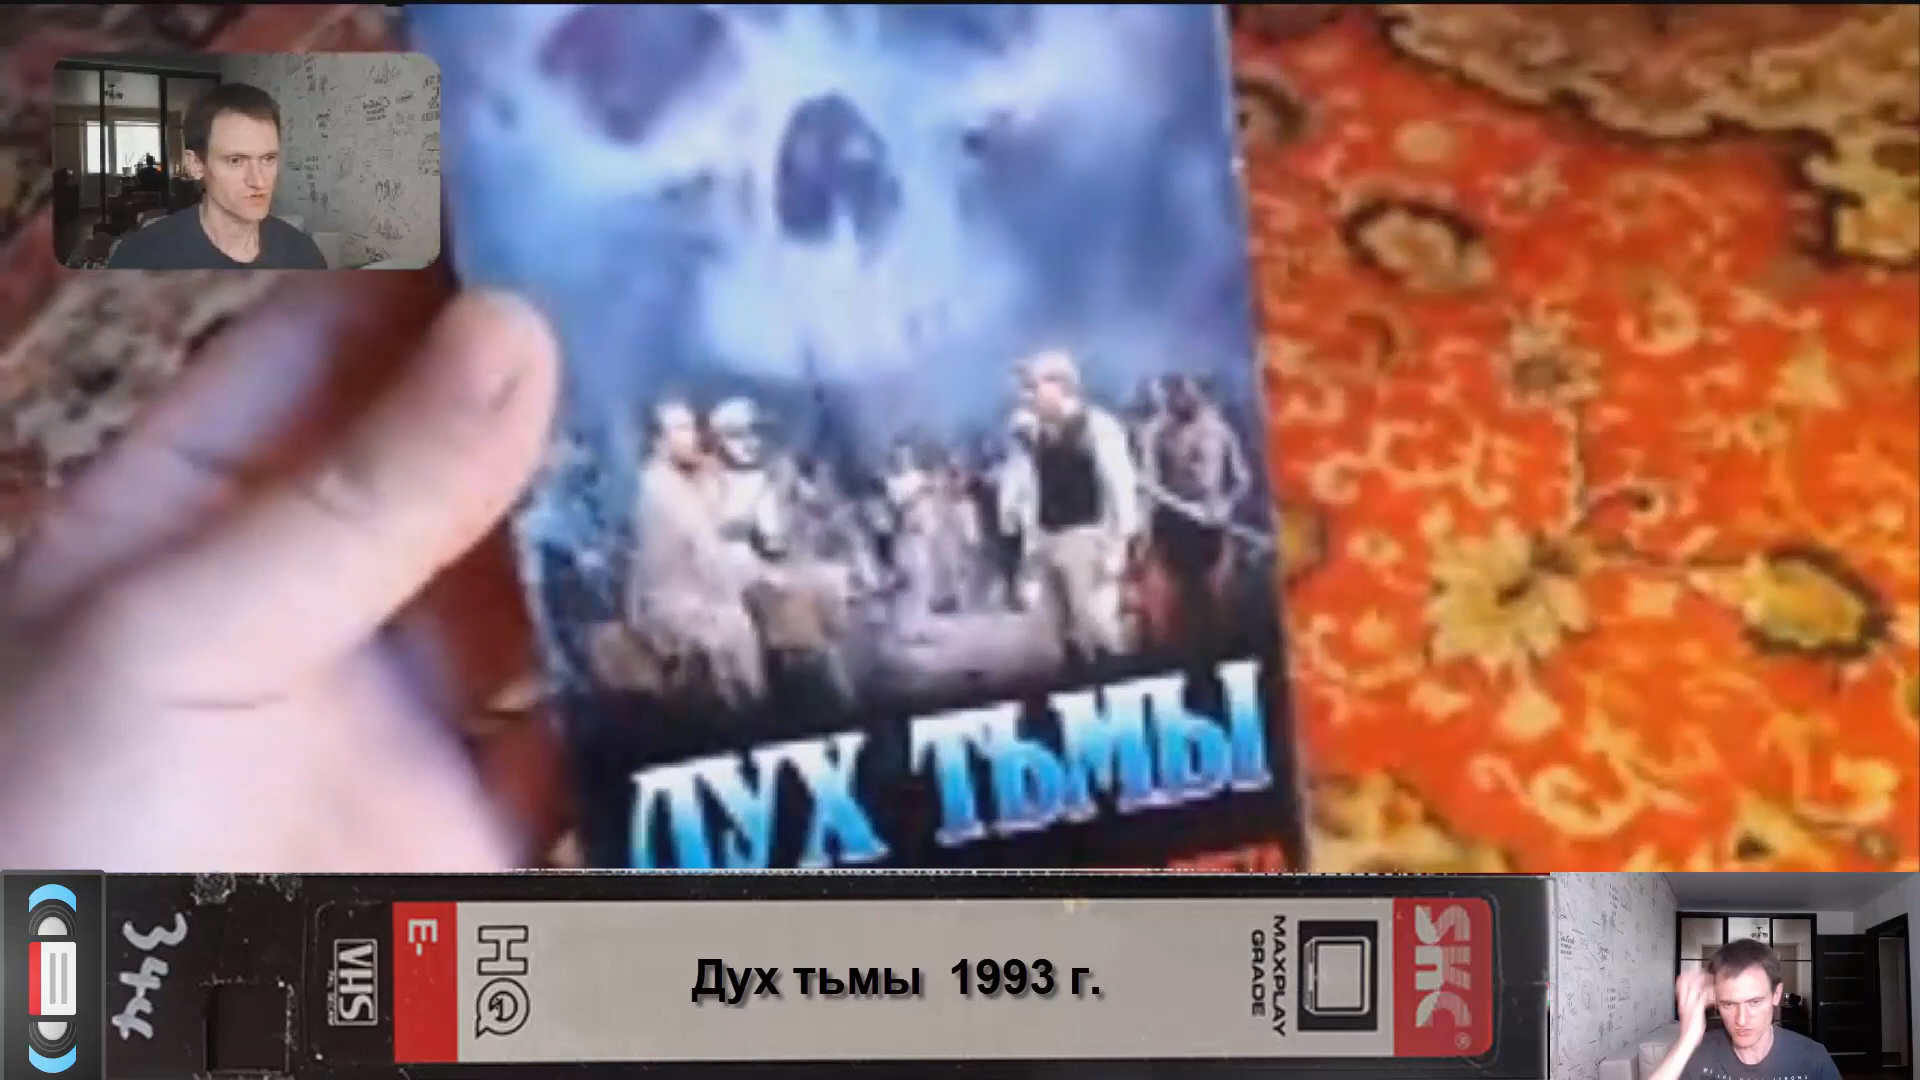 ДУХ ТЬМЫ
344
VHS
E-
HQ
Дух тьмы 1993 г.
MAXPLAY
GRADE
SKC